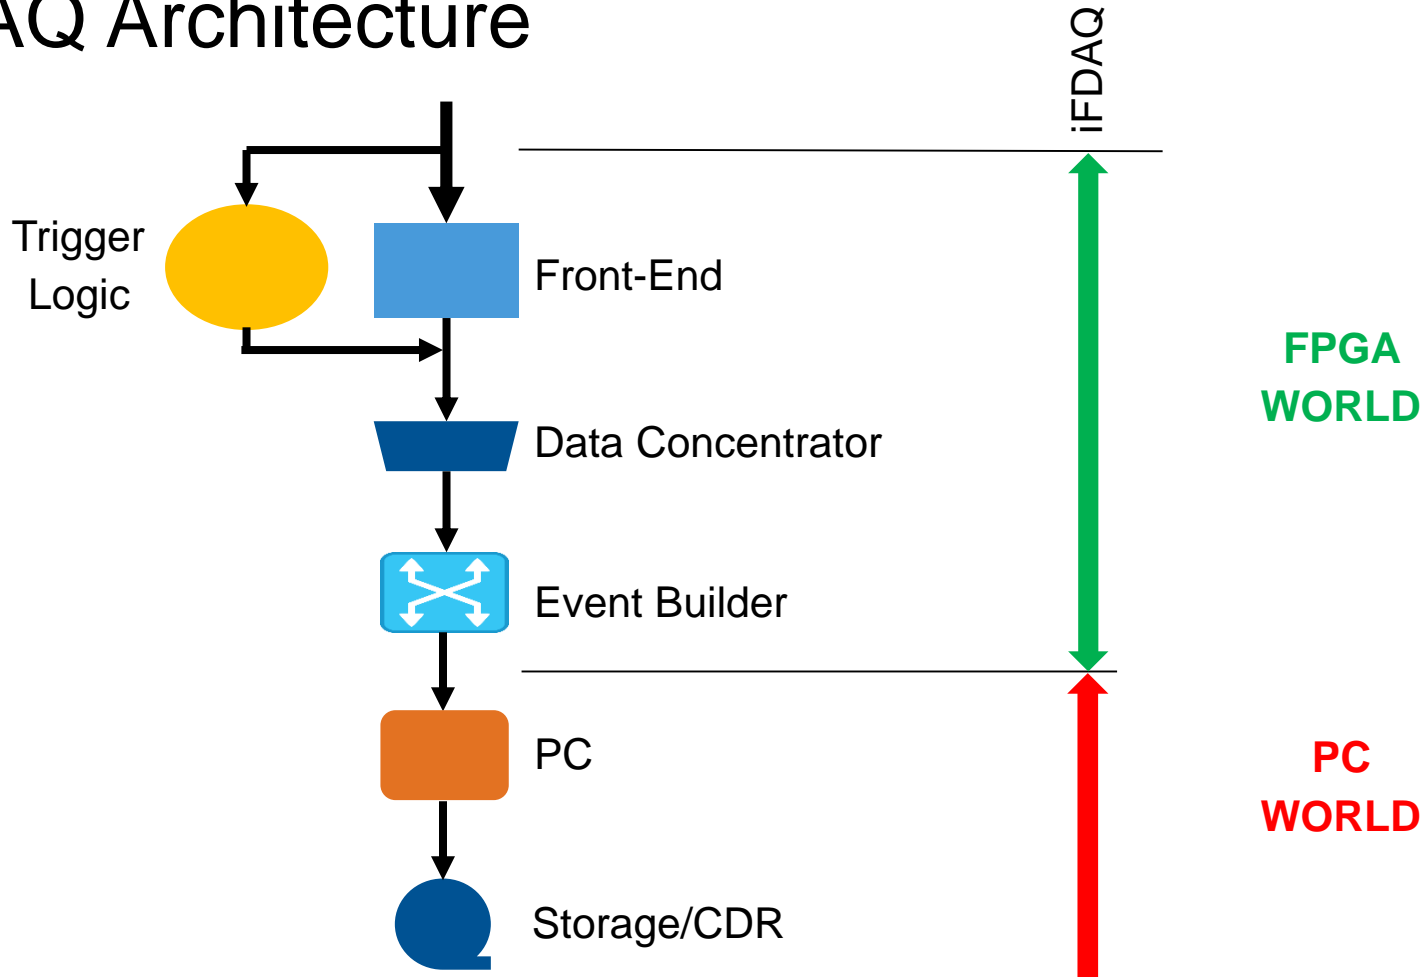 AQ Architecture
iFDAQ
Trigger
Logic
Front-End
FPGA
WORLD
Data Concentrator
Event Builder
PC
PC
WORLD
Storage/CDR